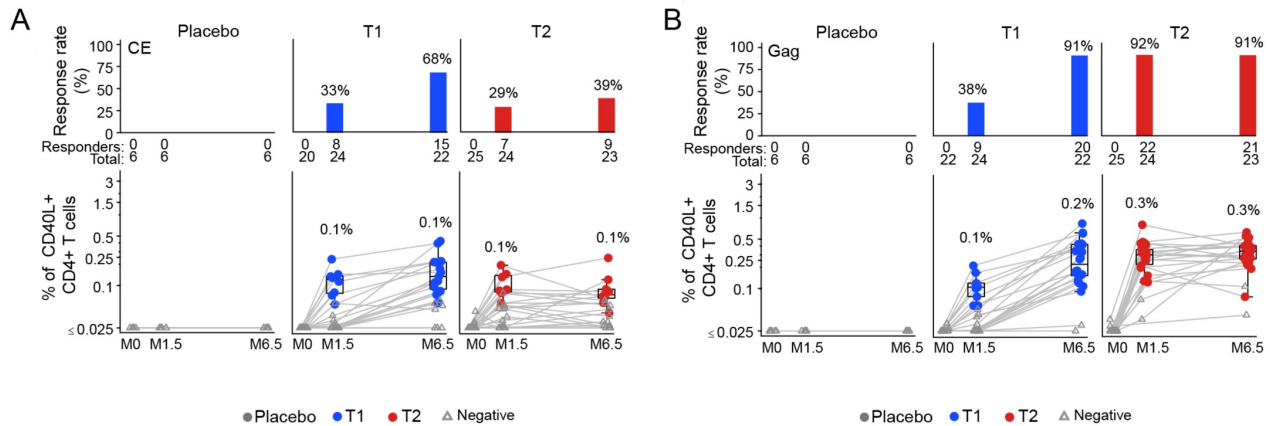 A
Placebo
T1
T2
Response rate
(%)
100
75
50
25
0
CE
33%
68%
29%
39%
Responders: 0 0 0 0 8 15 0 7 9
Total: 6 6 6 20 24 22 25 24 23
% of CD40L+
CD4+ T cells
3
1.5
0.5
0.25
0.1
≤ 0.025
0.1%
0.1%
0.1%
0.1%
M0 M1.5 M6.5 M0 M1.5 M6.5 M0 M1.5 M6.5
Placebo T1 T2 Negative
B
Placebo
T1
T2
Response rate
(%)
100
75
50
25
0
Gag
38%
91%
92%
91%
Responders: 0 0 0 0 9 20 0 22 21
Total: 6 6 6 22 24 22 25 24 23
% of CD40L+
CD4+ T cells
3
1.5
0.5
0.25
0.1
≤ 0.025
0.1%
0.2%
0.3%
0.3%
M0 M1.5 M6.5 M0 M1.5 M6.5 M0 M1.5 M6.5
Placebo T1 T2 Negative